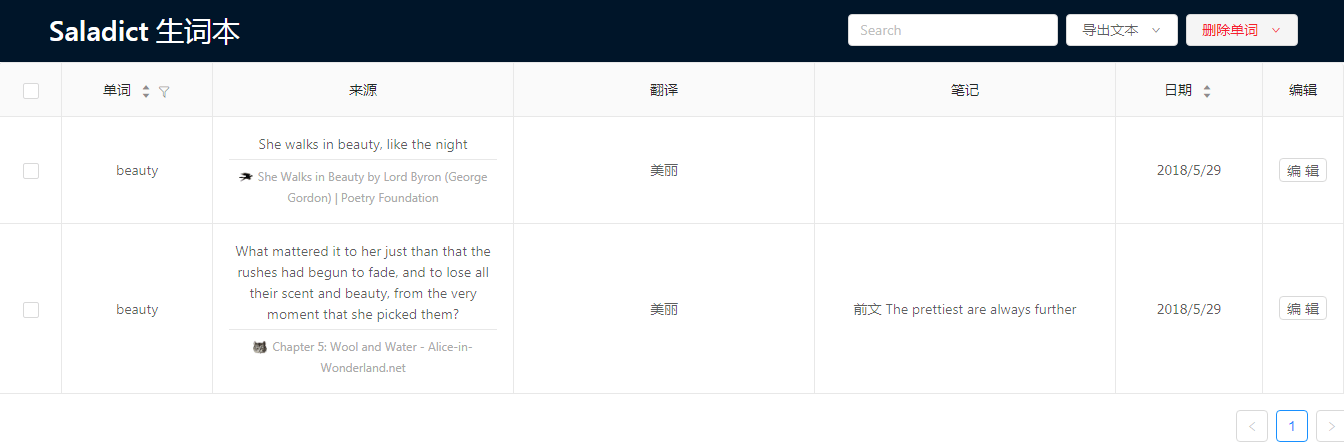 Saladict 生词本
Search
导出文本
删除单词
单词
来源
翻译
笔记
日期
编辑
beauty
She walks in beauty, like the night
She Walks in Beauty by Lord Byron (George
Gordon) | Poetry Foundation
美丽
2018/5/29
编 辑
beauty
What mattered it to her just than that the
rushes had begun to fade, and to lose all
their scent and beauty, from the very
moment that she picked them?
Chapter 5: Wool and Water - Alice-in-
Wonderland.net
美丽
前文 The prettiest are always further
2018/5/29
编 辑
1